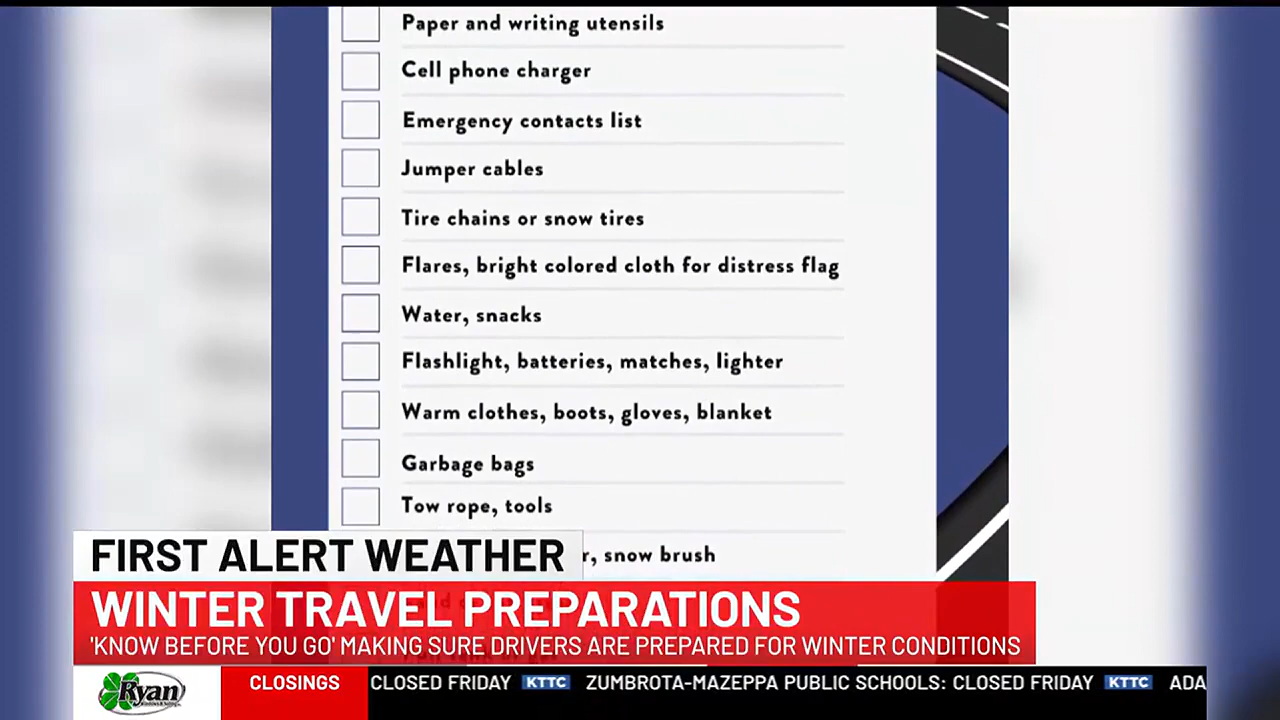 Paper and writing utensils
Cell phone charger
Emergency contacts list
Jumper cables
Tire chains or snow tires
Flares, bright colored cloth for distress flag
Water, snacks
Flashlight, batteries, matches, lighter
Warm clothes, boots, gloves, blanket
Garbage bags
Tow rope, tools
snow brush
FIRST ALERT WEATHER
WINTER TRAVEL PREPARATIONS
'KNOW BEFORE YOU GO' MAKING SURE DRIVERS ARE PREPARED FOR WINTER CONDITIONS
Ryan CLOSINGS CLOSED FRIDAY KTTC ZUMBROTA-MAZEPPA PUBLIC SCHOOLS: CLOSED FRIDAY KTTC ADA